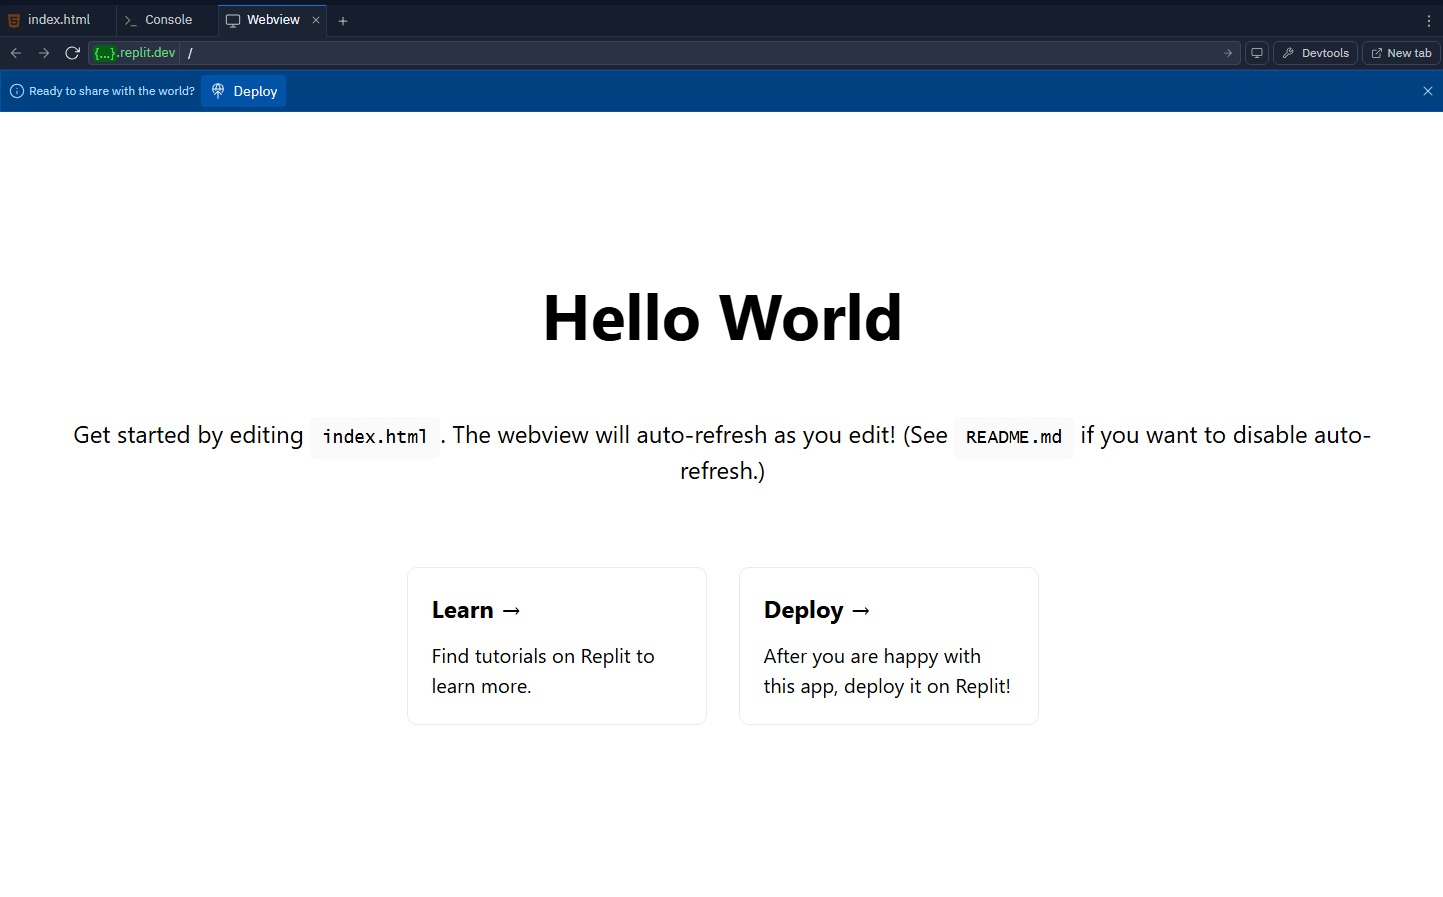 index.html
Console
Webview
{...}.replit.dev /
Devtools
New tab
Ready to share with the world?
Deploy
Hello World
Get started by editing index.html. The webview will auto-refresh as you edit! (See README.md if you want to disable auto-
refresh.)
Learn →
Find tutorials on Replit to
learn more.
Deploy →
After you are happy with
this app, deploy it on Replit!